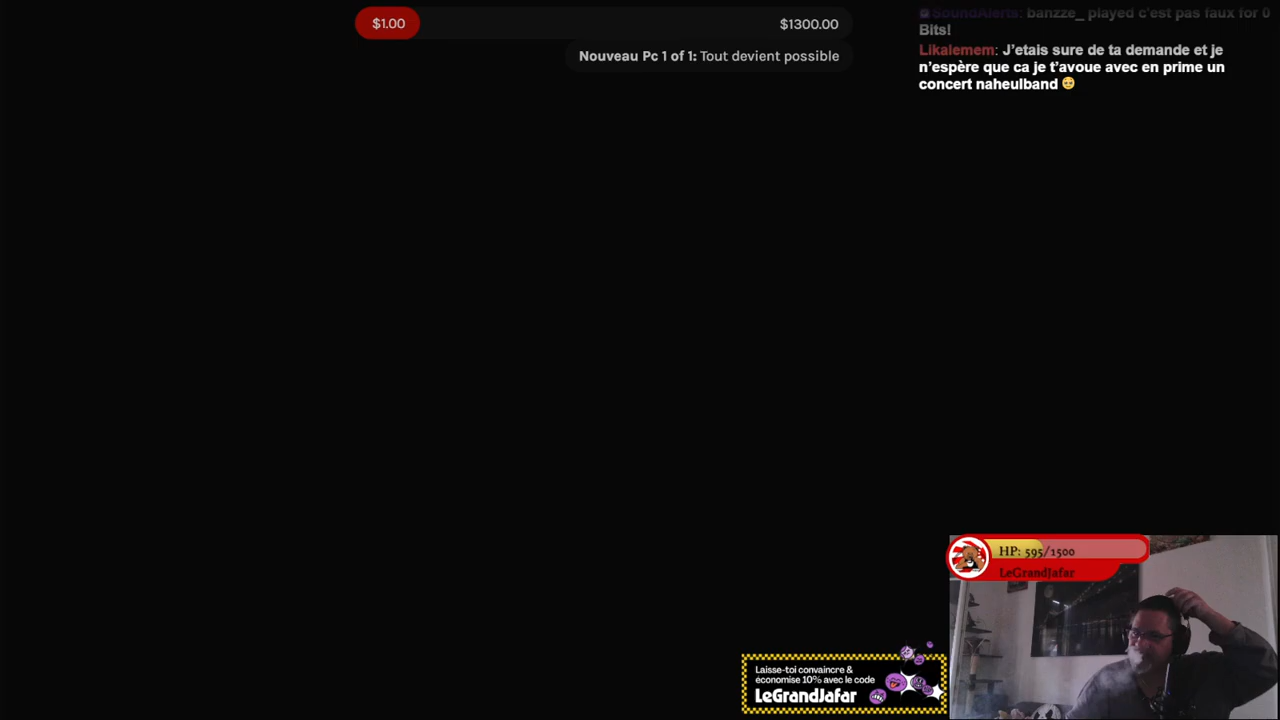 $1.00
$1300.00
Nouveau Pc 1 of 1: Tout devient possible
SoundAlerts: banzze_ played c'est pas faux for 0
Bits!
Likalemem: J'etais sure de ta demande et je
n'espère que ca je t'avoue avec en prime un
concert naheulband 🥺
HP: 595/1500
LeGrandJafar
Laisse-toi convaincre &
économise 10% avec le code
LeGrandJafar